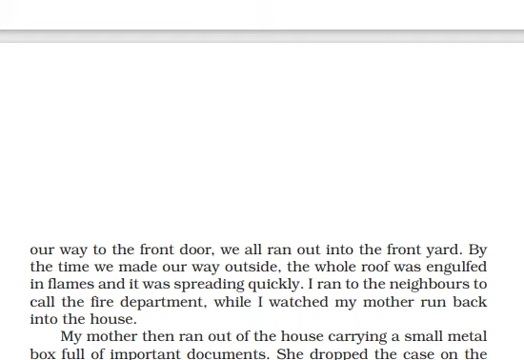 our way to the front door, we all ran out into the front yard. By
the time we made our way outside, the whole roof was engulfed
in flames and it was spreading quickly. I ran to the neighbours to
call the fire department, while I watched my mother run back
into the house.
My mother then ran out of the house carrying a small metal
box full of important documents. She dropped the case on the